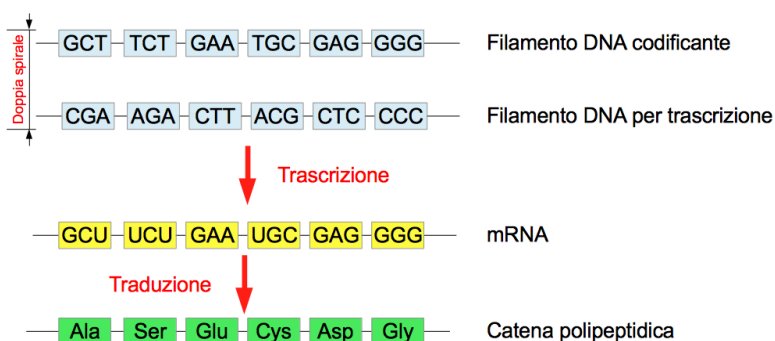 Doppia spirale
GCT TCT GAA TGC GAG GGG Filamento DNA codificante
CGA AGA CTT ACG CTC CCC Filamento DNA per trascrizione
Trascrizione
GCU UCU GAA UGC GAG GGG mRNA
Traduzione
Ala Ser Glu Cys Asp Gly Catena polipeptidica